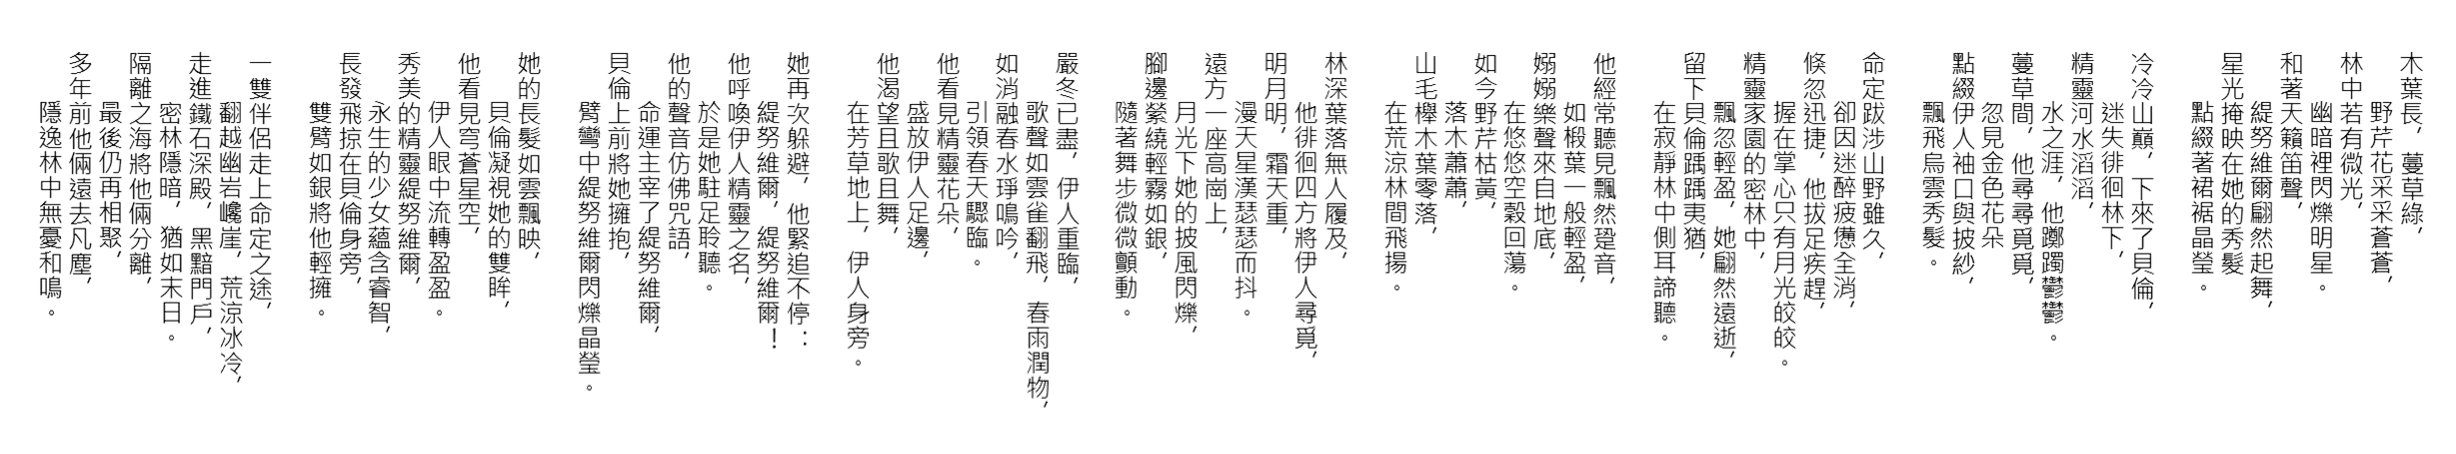 木葉長，蔓草綠，
野芹花采采蒼蒼，
林中若有微光，
幽暗裡閃爍明星。
和著天籟笛聲，
緹努維爾翩然起舞，
星光掩映在她的秀髮
點綴著裙裾晶瑩。
冷冷山巔，下來了貝倫，
迷失徘徊林下，
精靈河水滔滔，
水之涯，他躑躅鬱鬱。
蔓草間，他尋尋覓覓，
忽見金色花朵
點綴伊人袖口與披紗，
飄飛烏雲秀髮。
命定跋涉山野雖久，
卻因迷醉疲憊全消，
倏忽迅捷，他拔足疾趕，
握在掌心只有月光皎皎。
精靈家園的密林中，
飄忽輕盈，她翩然遠逝，
留下貝倫踽踽夷猶，
在寂靜林中側耳諦聽。
他經常聽見飄然跫音，
如椴葉一般輕盈，
嫋嫋樂聲來自地底，
在悠悠空穀回蕩。
如今野芹枯黃，
落木蕭蕭，
山毛櫸木葉零落，
在荒涼林間飛揚。
林深葉落無人履及，
他徘徊四方將伊人尋覓，
明月明，霜天重，
漫天星漢瑟瑟而抖。
遠方一座高崗上，
月光下她的披風閃爍，
腳邊縈繞輕霧如銀，
隨著舞步微微顫動。
嚴冬已盡，伊人重臨，
歌聲如雲雀翻飛，春雨潤物，
如消融春水琤鳴吟，
引領春天驟臨。
他看見精靈花朵，
盛放伊人足邊，
他渴望且歌且舞，
在芳草地上，伊人身旁。
她再次躲避，他緊追不停：
緹努維爾，緹努維爾！
他呼喚伊人精靈之名，
於是她駐足聆聽。
他的聲音仿佛咒語，
命運主宰了緹努維爾，
貝倫上前將她擁抱，
臂彎中緹努維爾閃爍晶瑩。
她的長髮如雲飄映，
貝倫凝視她的雙眸，
他看見穹蒼星空，
伊人眼中流轉盈盈。
秀美的精靈緹努維爾，
永生的少女蘊含睿智，
長發飛掠在貝倫身旁，
雙臂如銀將他輕擁。
一雙伴侶走上命定之途，
翻越幽岩巉崖，荒涼冰冷，
走進鐵石深殿，黑黯門戶，
密林隱暗，猶如末日。
隔離之海將他倆分離，
最後仍再相聚，
多年前他倆遠去凡塵，
隱逸林中無憂和鳴。